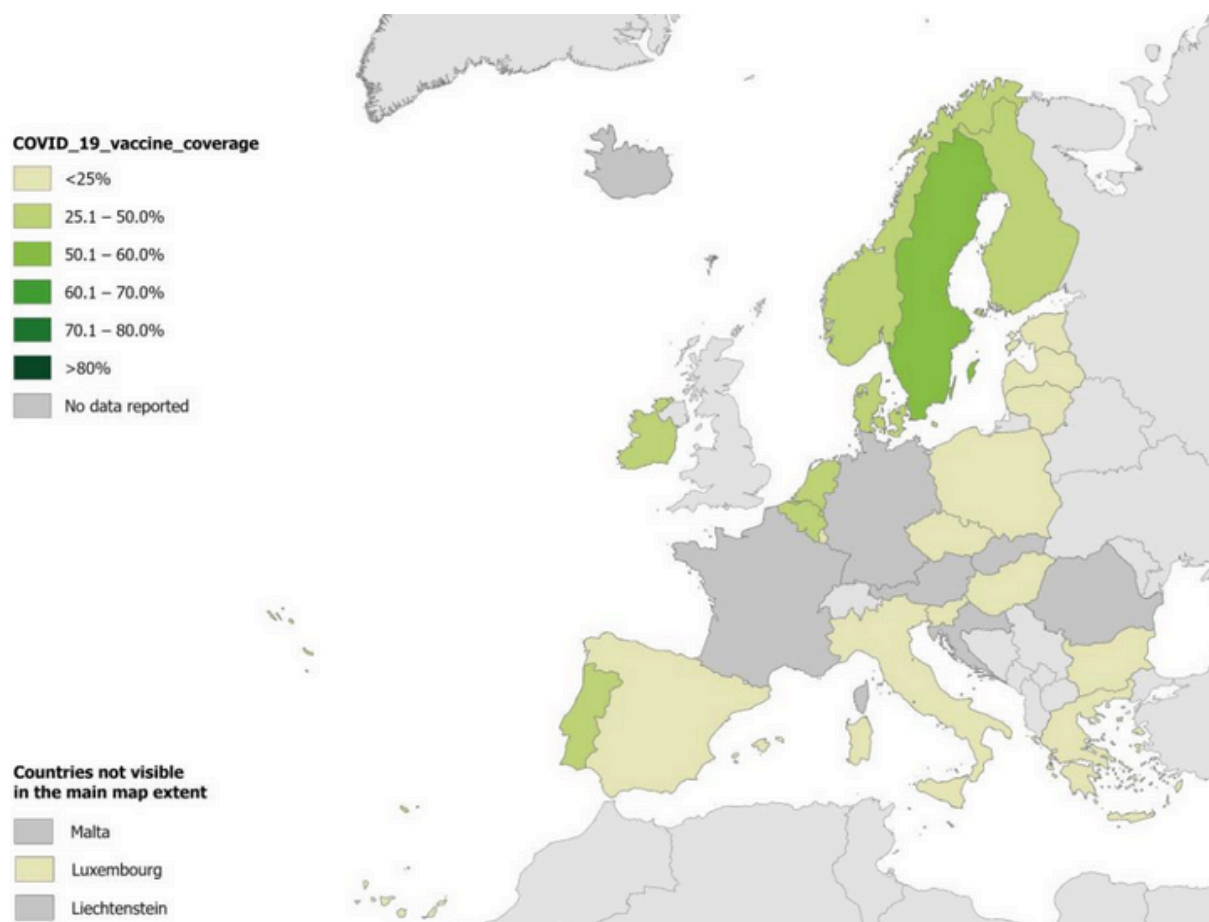 COVID_19_vaccine_coverage
<25%
25.1 – 50.0%
50.1 – 60.0%
60.1 – 70.0%
70.1 – 80.0%
>80%
No data reported
Countries not visible
in the main map extent
Malta
Luxembourg
Liechtenstein